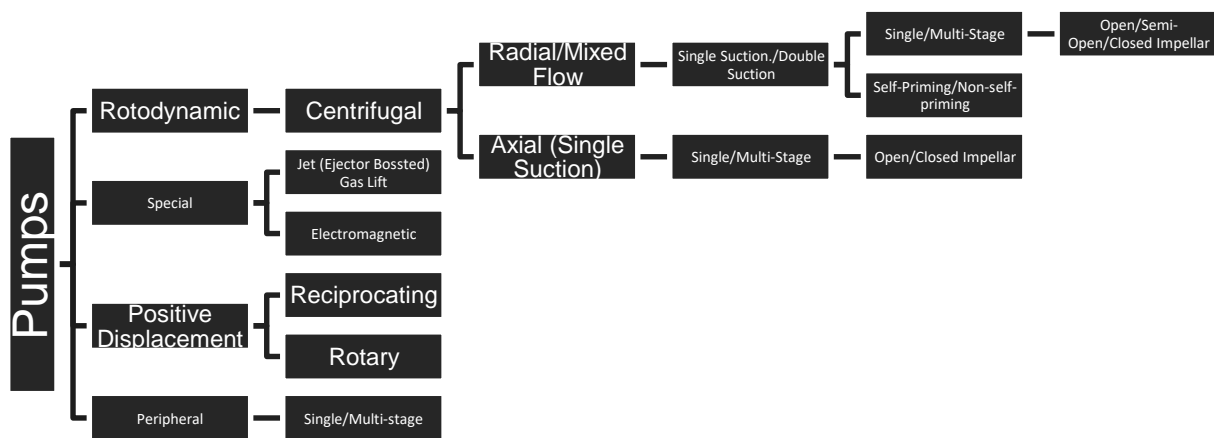 Pumps
Rotodynamic
Centrifugal
Radial/Mixed
Flow
Single Suction./Double
Suction
Single/Multi-Stage
Open/Semi-
Open/Closed Impellar
Self-Priming/Non-self-
priming
Axial (Single
Suction)
Single/Multi-Stage
Open/Closed Impellar
Special
Jet (Ejector Bossted)
Gas Lift
Electromagnetic
Positive
Displacement
Reciprocating
Rotary
Peripheral
Single/Multi-stage